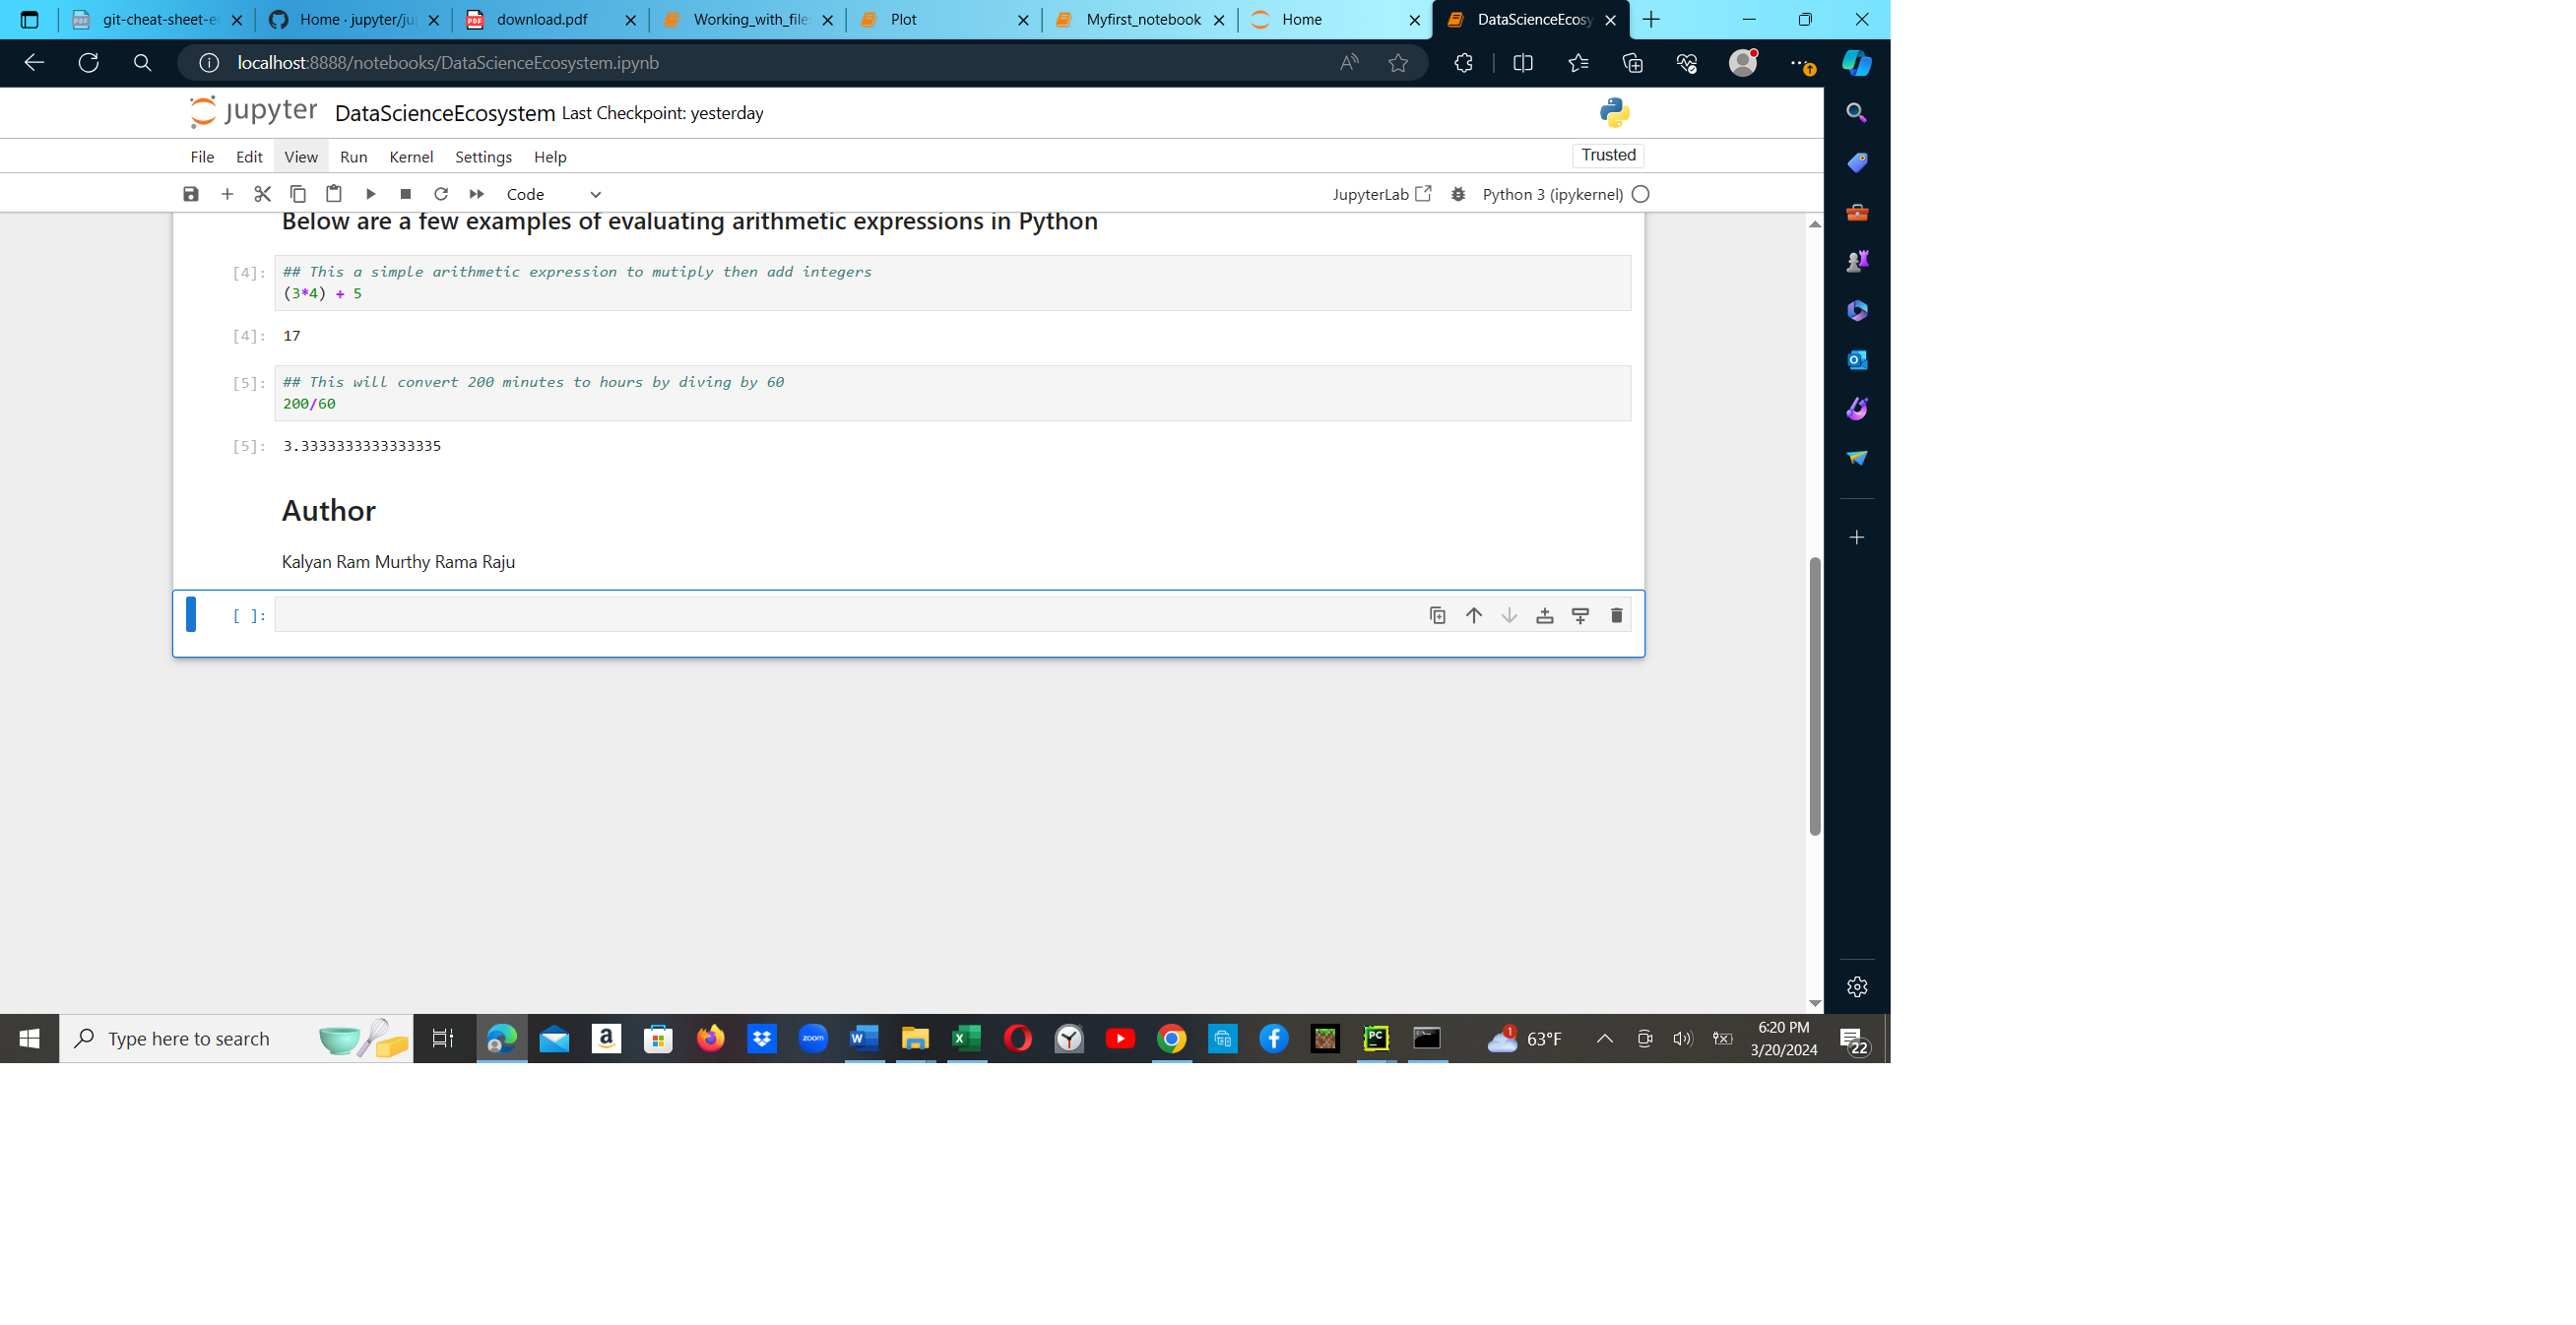 git-cheat-sheet-e
Home · jupyter/ju
download.pdf
Working_with_file
Plot
Myfirst_notebook
Home
DataScienceEcosy
localhost:8888/notebooks/DataScienceEcosystem.ipynb
jupyter DataScienceEcosystem Last Checkpoint: yesterday
File Edit View Run Kernel Settings Help Trusted
Code JupyterLab Python 3 (ipykernel)
Below are a few examples of evaluating arithmetic expressions in Python
[4]: ## This a simple arithmetic expression to mutiply then add integers
(3*4) + 5
[4]: 17
[5]: ## This will convert 200 minutes to hours by diving by 60
200/60
[5]: 3.3333333333333335
Author
Kalyan Ram Murthy Rama Raju
[ ]:
Type here to search
zoom
63°F
1
6:20 PM
3/20/2024
22